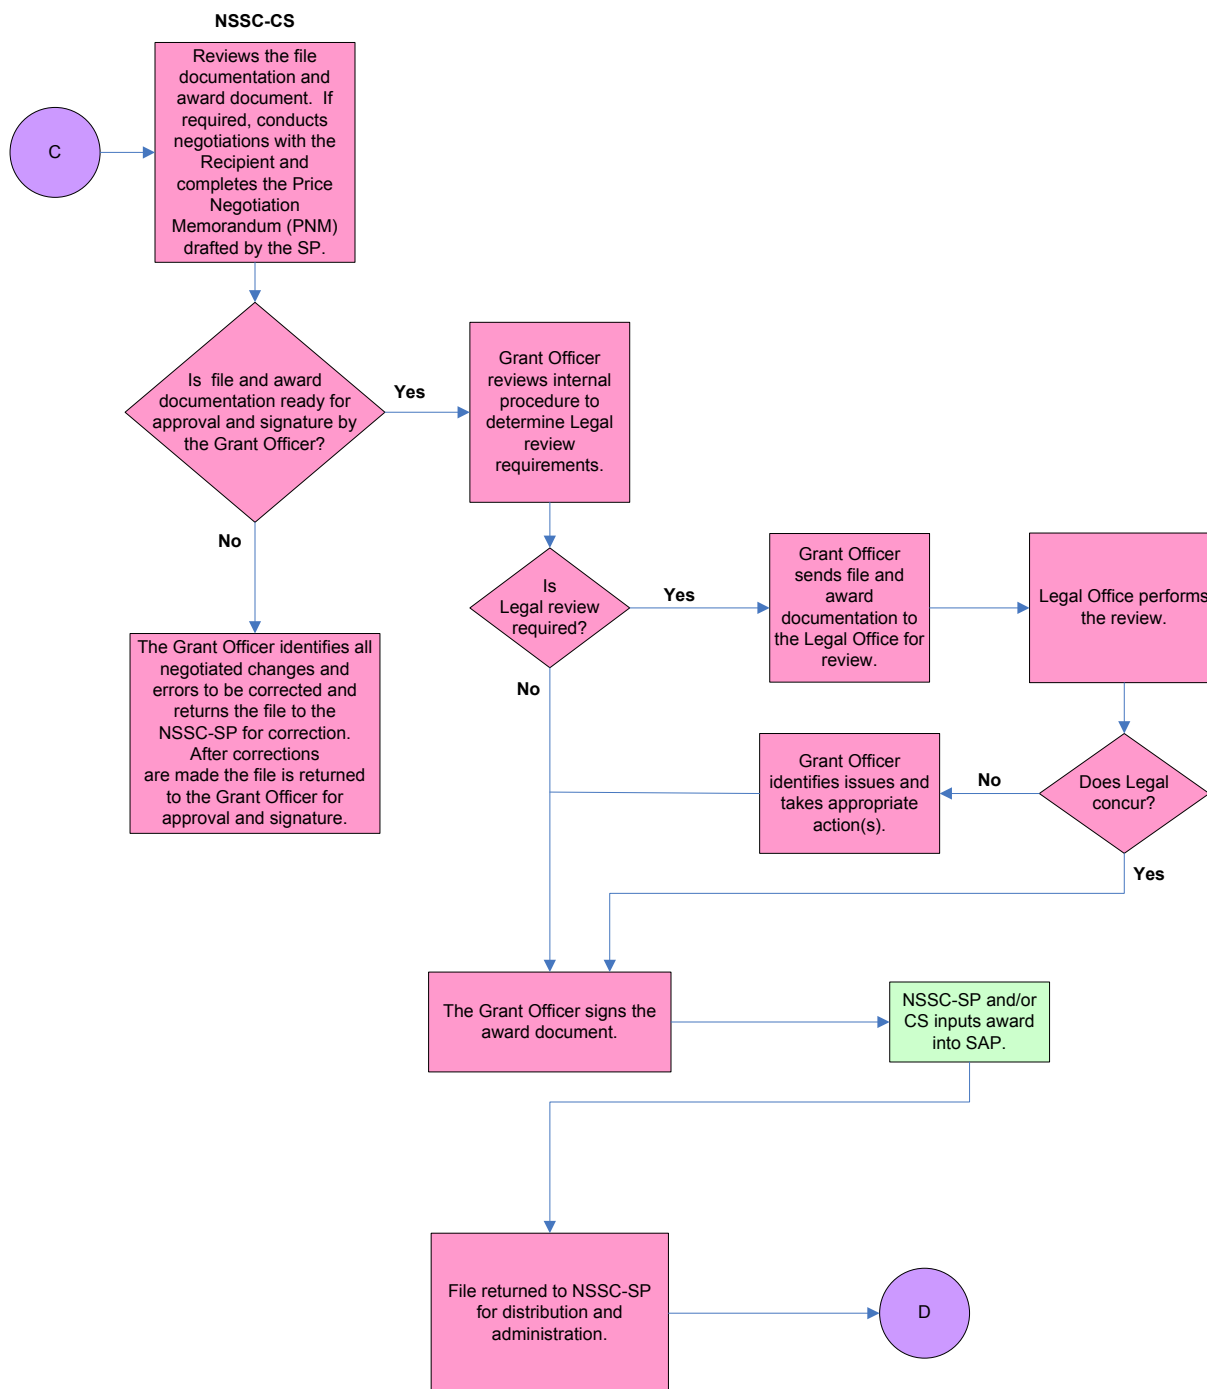 NSSC-CS
Reviews the file
documentation and
award document.  If
required, conducts
negotiations with the
Recipient and
completes the Price
Negotiation
Memorandum (PNM)
drafted by the SP.
C
Is  file and award
documentation ready for
approval and signature by
the Grant Officer?
Yes
Grant Officer
reviews internal
procedure to
determine Legal
review
requirements.
No
The Grant Officer identifies all
negotiated changes and
errors to be corrected and
returns the file to the
NSSC-SP for correction.
After corrections
are made the file is returned
to the Grant Officer for
approval and signature.
Is
Legal review
required?
Yes
Grant Officer
sends file and
award
documentation to
the Legal Office for
review.
Legal Office performs
the review.
No
Does Legal
concur?
No
Grant Officer
identifies issues and
takes appropriate
action(s).
Yes
The Grant Officer signs the
award document.
NSSC-SP and/or
CS inputs award
into SAP.
File returned to NSSC-SP
for distribution and
administration.
D